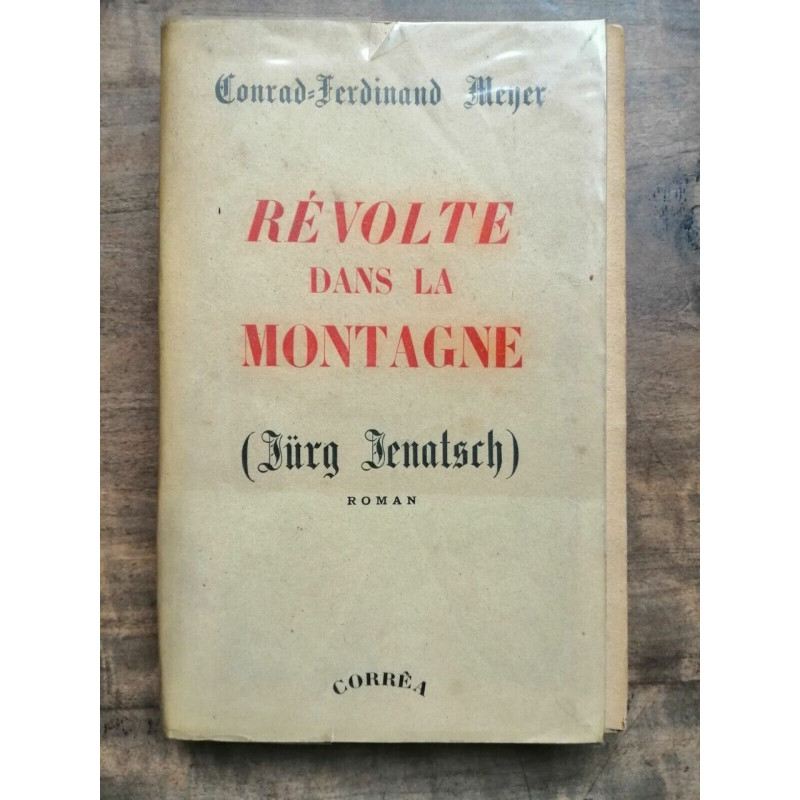 Conrad-Ferdinand Meyer
RÉVOLTE
DANS LA
MONTAGNE
(Jürg Jenatsch)
ROMAN
CORRÊA